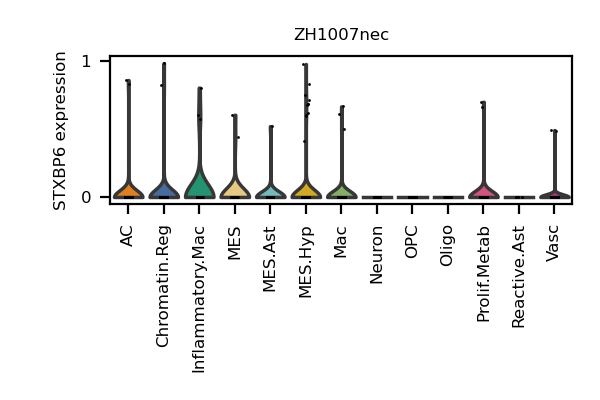 ZH1007nec
STXBP6 expression
1
0
AC
Chromatin.Reg
Inflammatory.Mac
MES
MES.Ast
MES.Hyp
Mac
Neuron
OPC
Oligo
Prolif.Metab
Reactive.Ast
Vasc